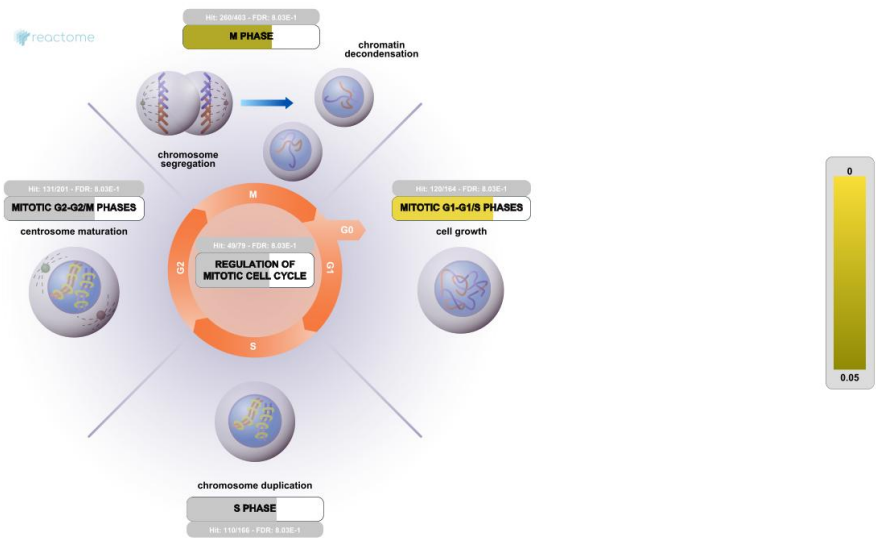 Hit: 260/403 - FDR: 8.03E-1
M PHASE
reactome
chromatin
decondensation
chromosome
segregation
Hit: 131/201 - FDR: 8.03E-1
MITOTIC G2-G2/M PHASES
centrosome maturation
Hit: 120/164 - FDR: 8.03E-1
MITOTIC G1-G1/S PHASES
cell growth
M
G0
G2
G1
S
Hit: 49/79 - FDR: 8.03E-1
REGULATION OF
MITOTIC CELL CYCLE
chromosome duplication
S PHASE
Hit: 110/166 - FDR: 8.03E-1
0
0.05